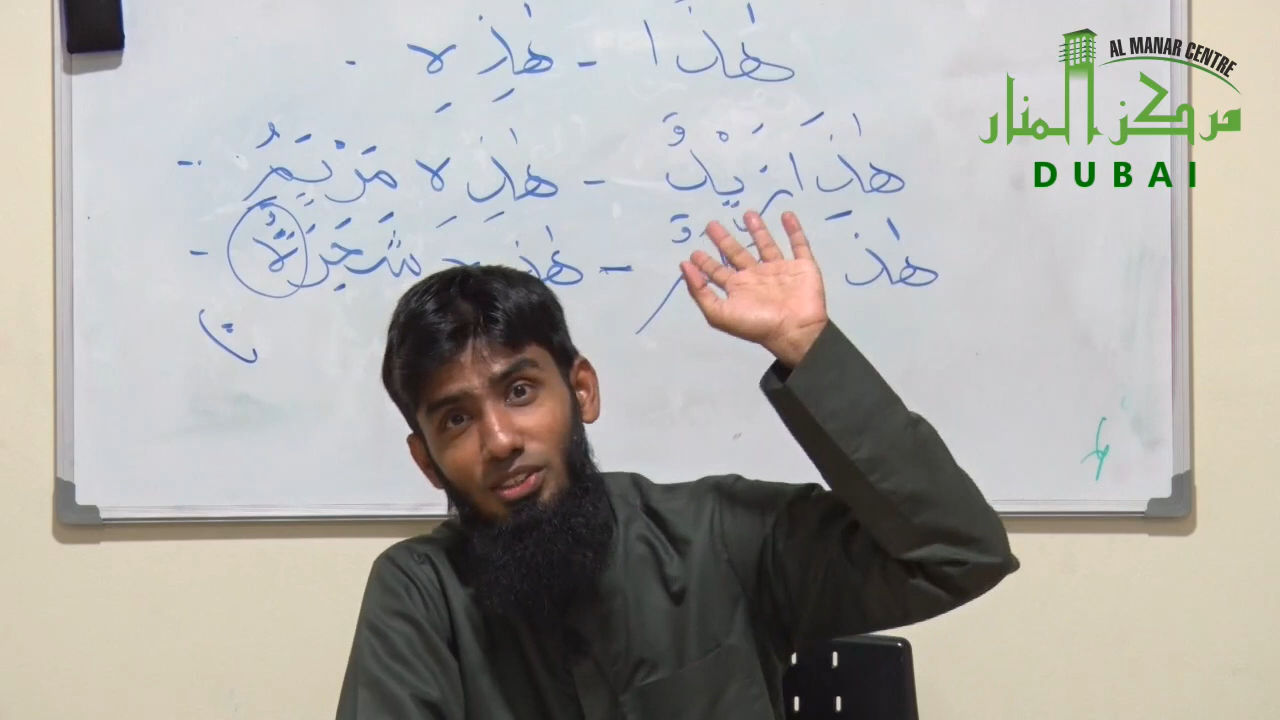 هٰذَا - هٰذِهِ .
هٰذَا زَيْدٌ - هٰذِهِ مَرْيَمُ -
هٰذَا - هٰذِهِ شَجَرَةٌ -
AL MANAR CENTRE
مركز المنار
DUBAI